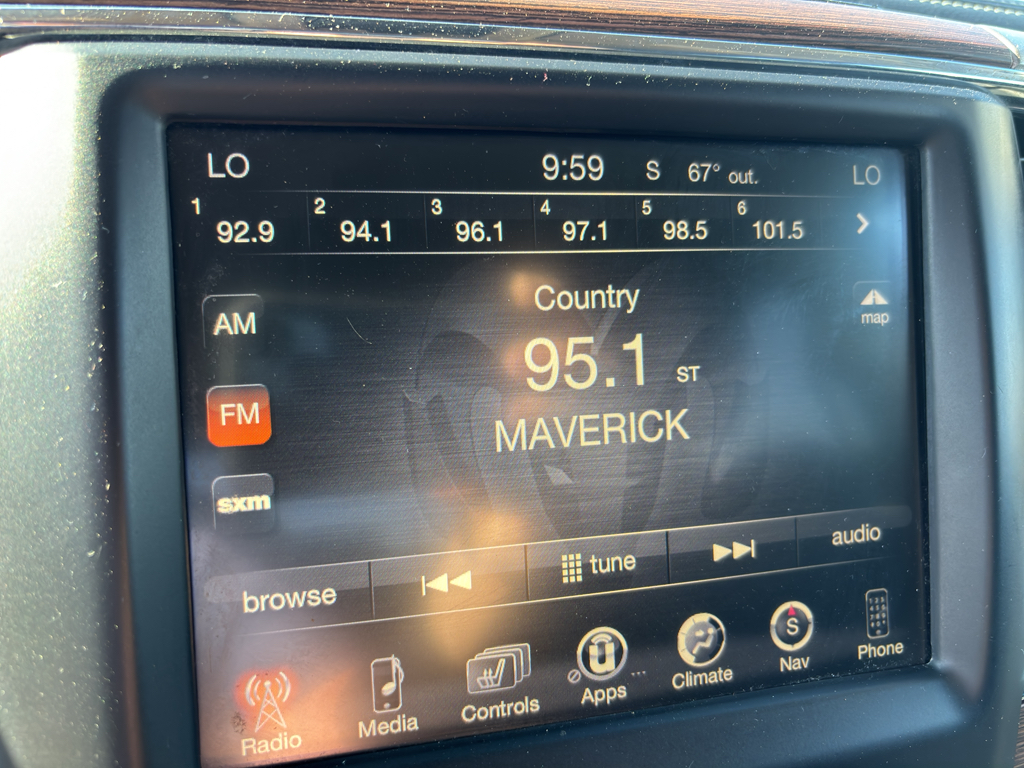 LO 9:59 S 67° out. LO
1 92.9 2 94.1 3 96.1 4 97.1 5 98.5 6 101.5
Country
map
AM
95.1 ST
FM
MAVERICK
sxm
browse tune audio
Radio Media Controls Apps Climate S Nav Phone